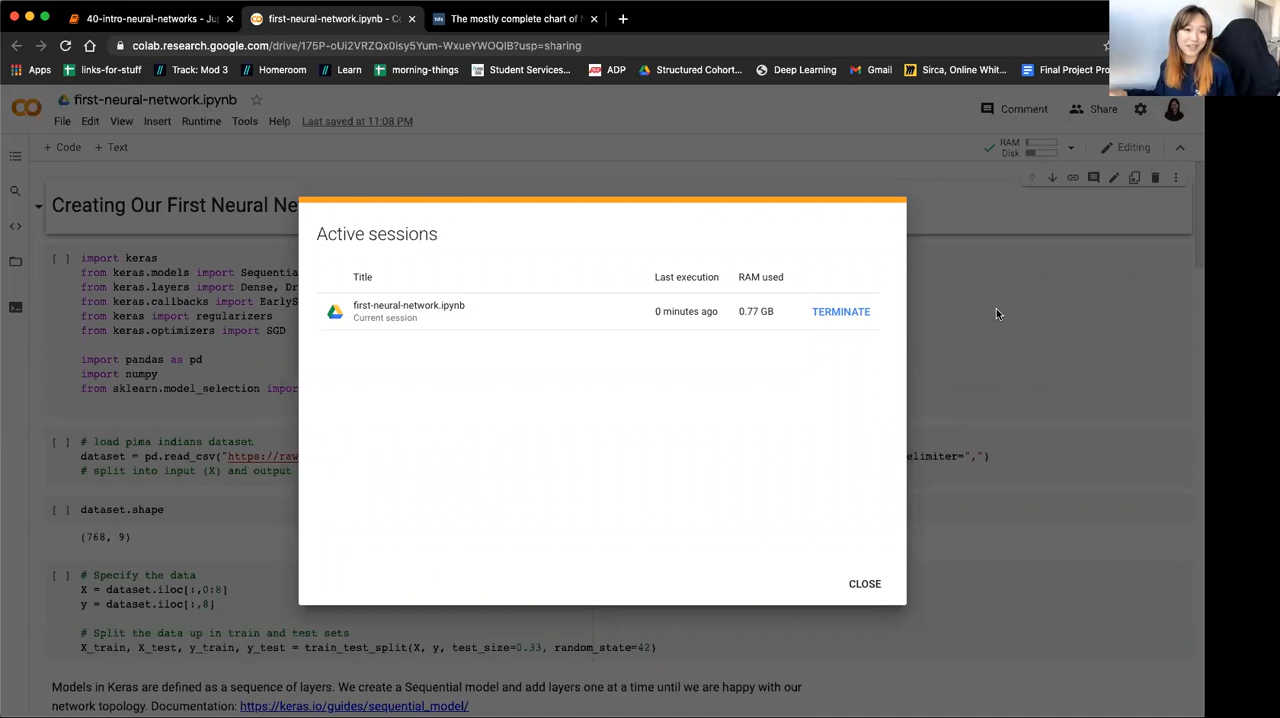 40-intro-neural-networks - Ju
first-neural-network.ipynb - Co
tds
The mostly complete chart of N
colab.research.google.com/drive/175P-oUi2VRZQx0isy5Yum-WxueYWOQIB?usp=sharing
Apps
links-for-stuff
Track: Mod 3
Homeroom
Learn
morning-things
Student Services...
ADP
Structured Cohort...
Deep Learning
Gmail
Sirca, Online Whit...
Final Project Pro
first-neural-network.ipynb
Comment
Share
File Edit View Insert Runtime Tools Help Last saved at 11:08 PM
+ Code + Text
RAM
Disk
Editing
Creating Our First Neural Ne
Active sessions
Title Last execution RAM used
first-neural-network.ipynb
Current session
0 minutes ago 0.77 GB TERMINATE
CLOSE
[ ] import keras
from keras.models import Sequentia
from keras.layers import Dense, Dr
from keras.callbacks import EarlyS
from keras import regularizers
from keras.optimizers import SGD
import pandas as pd
import numpy
from sklearn.model_selection impor
[ ] # load pima indians dataset
dataset = pd.read_csv("https://raw
elimiter=",")
# split into input (X) and output
[ ] dataset.shape
(768, 9)
[ ] # Specify the data
X = dataset.iloc[:,0:8]
y = dataset.iloc[:,8]
# Split the data up in train and test sets
X_train, X_test, y_train, y_test = train_test_split(X, y, test_size=0.33, random_state=42)
Models in Keras are defined as a sequence of layers. We create a Sequential model and add layers one at a time until we are happy with our
network topology. Documentation: https://keras.io/guides/sequential_model/